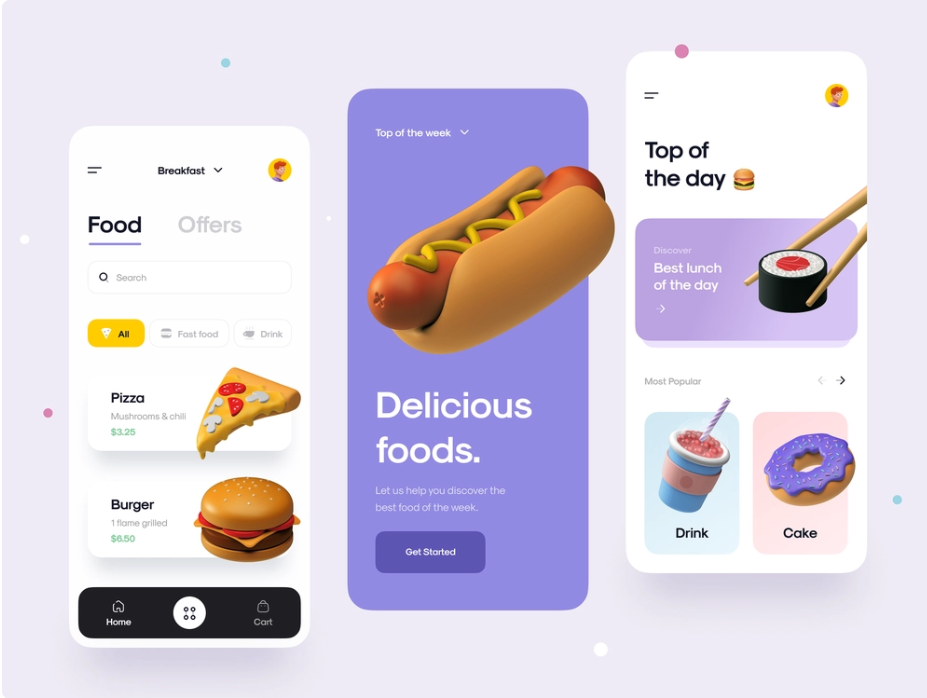 Breakfast
Food
Offers
Search
All
Fast food
Drink
Pizza
Mushrooms & chili
$3.25
Burger
1 flame grilled
$6.50
Home
Cart
Top of the week
Delicious
foods.
Let us help you discover the
best food of the week.
Get Started
Top of
the day
Discover
Best lunch
of the day
Most Popular
Drink
Cake